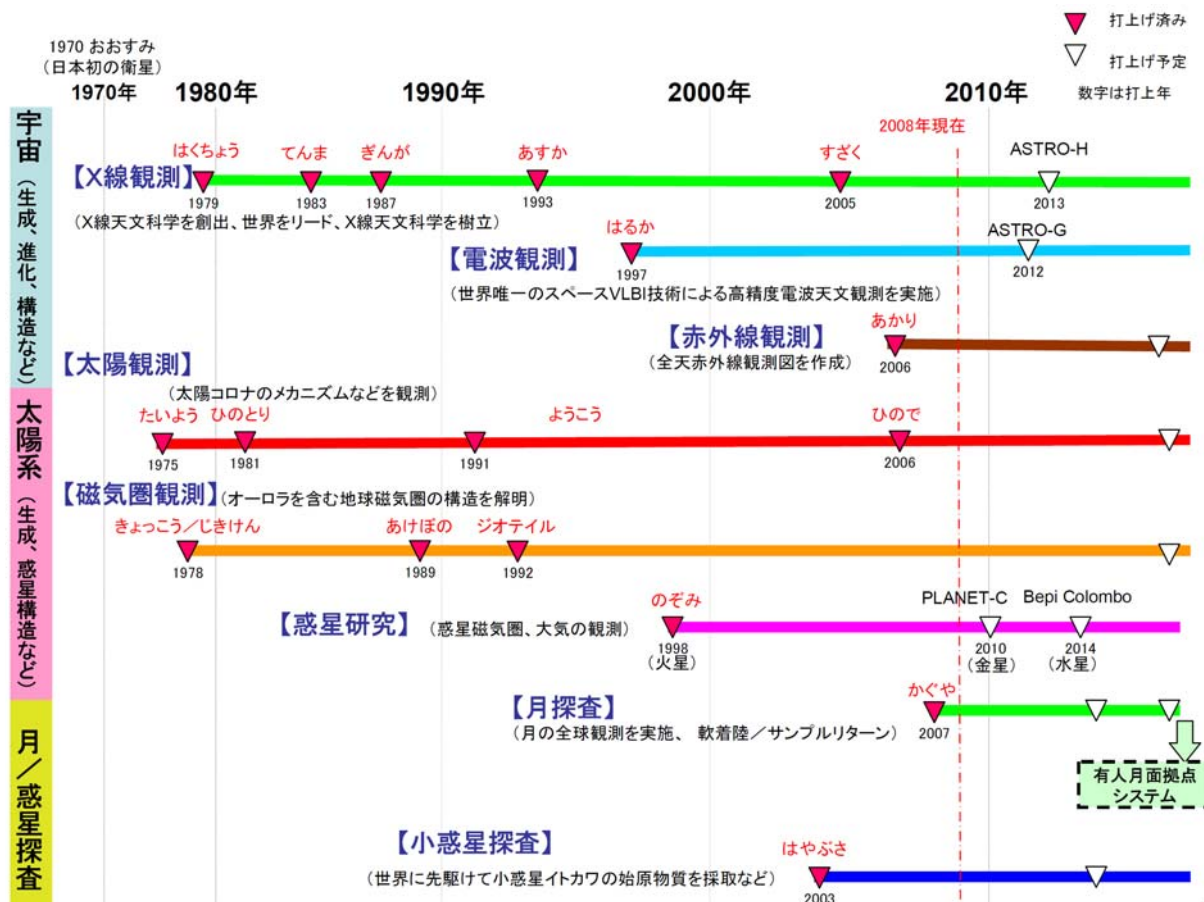 打上げ済み
打上げ予定
数字は打上年
1970 おおすみ
(日本初の衛星)
1970年 1980年 1990年 2000年 2010年
2008年現在
宇宙(生成、進化、構造など)
はくちょう てんま ぎんが あすか すざく ASTRO-H
【X線観測】
1979 1983 1987 1993 2005 2013
(X線天文科学を創出、世界をリード、X線天文科学を樹立)
はるか ASTRO-G
【電波観測】
1997 2012
(世界唯一のスペースVLBI技術による高精度電波天文観測を実施)
あかり
【赤外線観測】
(全天赤外線観測図を作成) 2006
太陽系(生成、惑星構造など)
【太陽観測】
(太陽コロナのメカニズムなどを観測)
たいよう ひのとり ようこう ひので
1975 1981 1991 2006
【磁気圏観測】(オーロラを含む地球磁気圏の構造を解明)
きょっこう/じきけん あけぼの ジオテイル
1978 1989 1992
のぞみ PLANET-C Bepi Colombo
【惑星研究】(惑星磁気圏、大気の観測)
1998 2010 2014
(火星) (金星) (水星)
月/惑星探査
かぐや
【月探査】
(月の全球観測を実施、 軟着陸/サンプルリターン) 2007
有人月面拠点
システム
はやぶさ
【小惑星探査】
(世界に先駆けて小惑星イトカワの始原物質を採取など)
2003